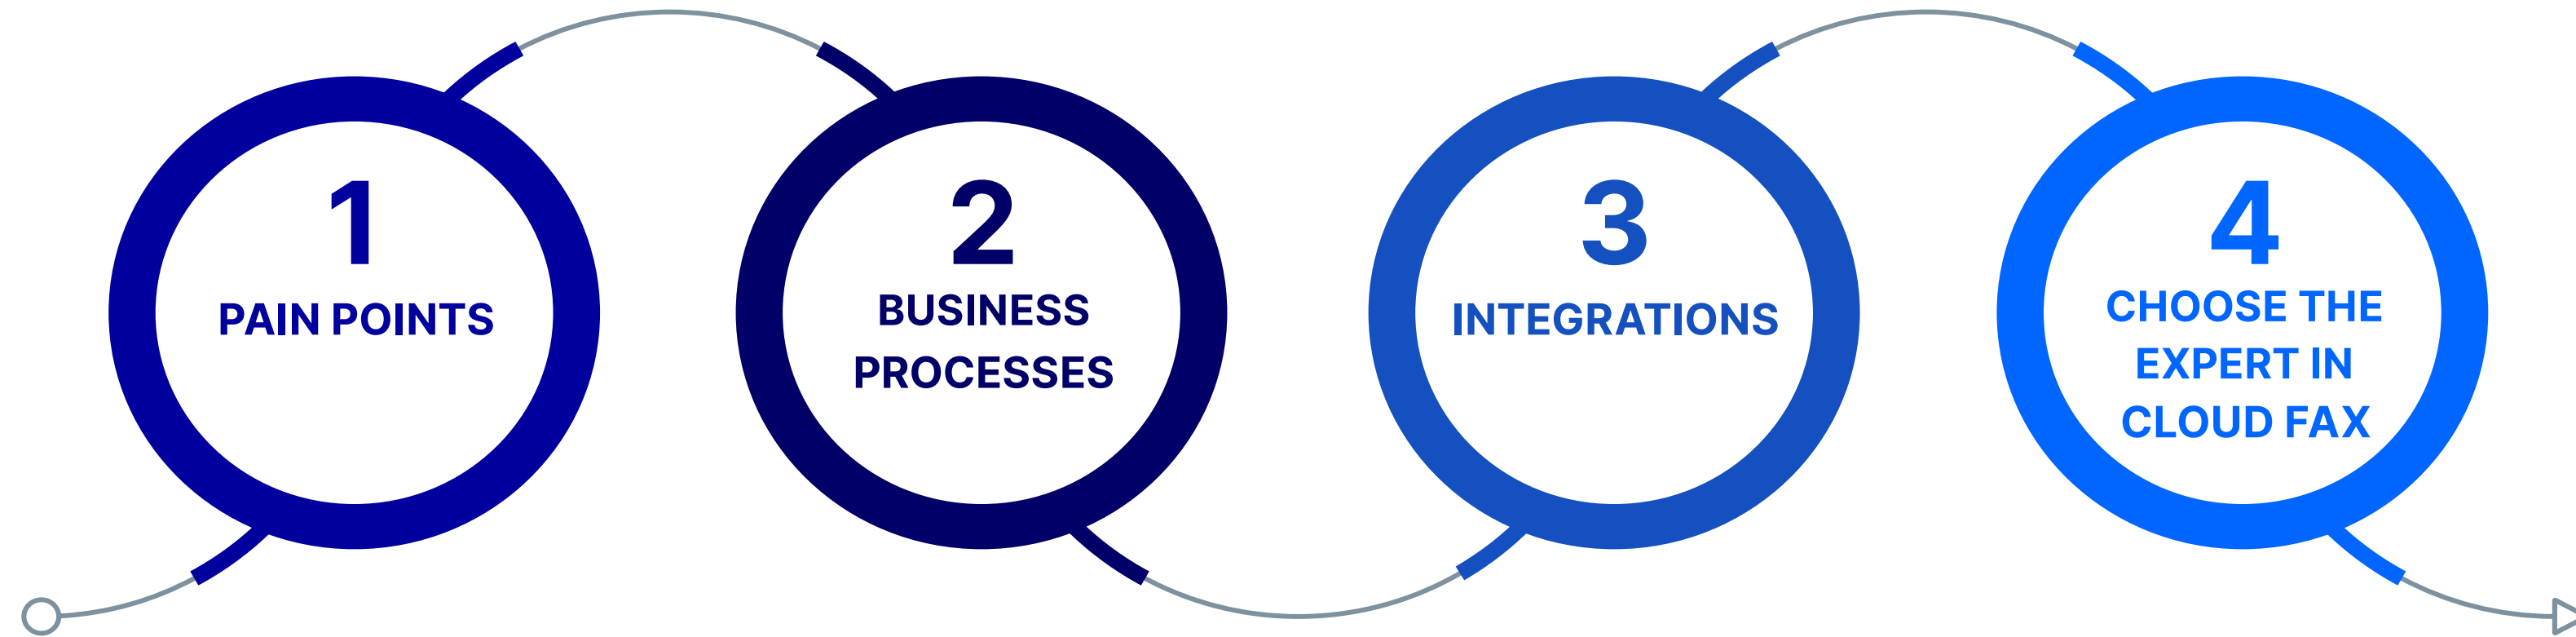 1
PAIN POINTS
2
BUSINESS
PROCESSES
3
INTEGRATIONS
4
CHOOSE THE
EXPERT IN
CLOUD FAX